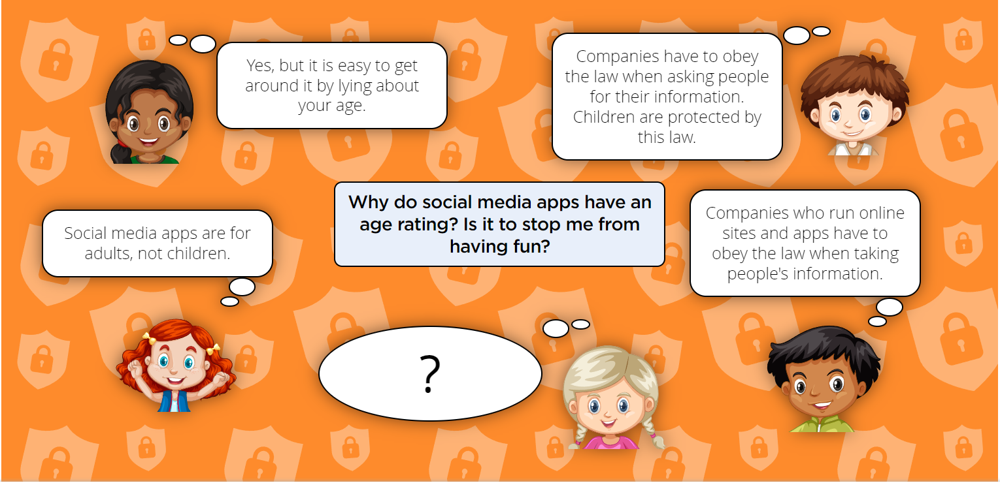 Yes, but it is easy to get
around it by lying about
your age.
Companies have to obey
the law when asking people
for their information.
Children are protected by
this law.
Why do social media apps have an
age rating? Is it to stop me from
having fun?
Social media apps are for
adults, not children.
Companies who run online
sites and apps have to
obey the law when taking
people's information.
?